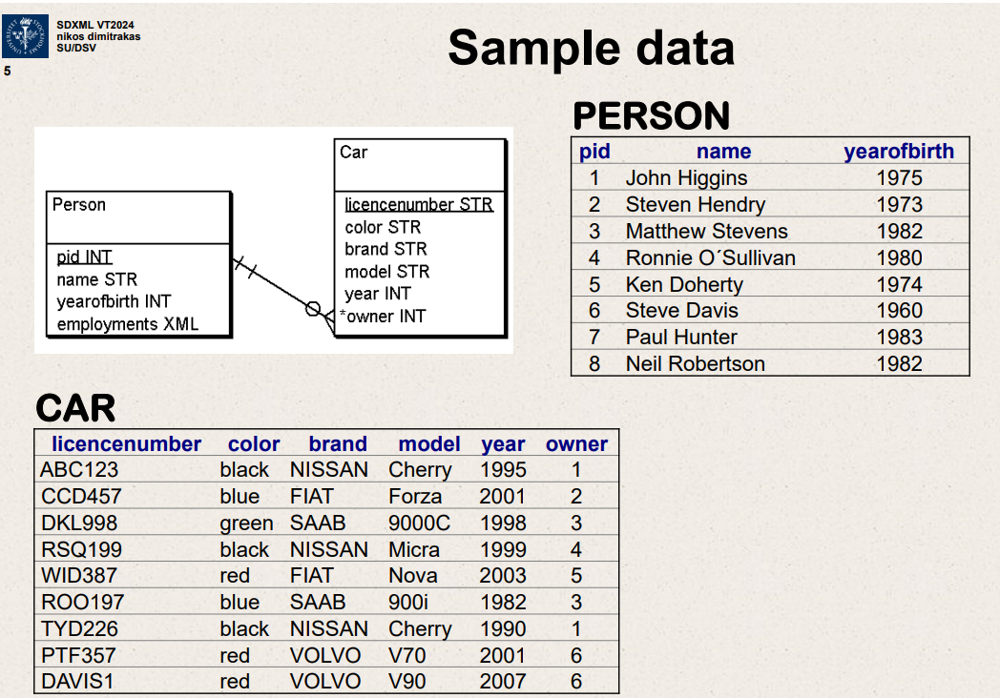 SDXML VT2024
nikos dimitrakas
SU/DSV
5
Sample data
Person
pid INT
name STR
yearofbirth INT
employments XML
Car
licencenumber STR
color STR
brand STR
model STR
year INT
*owner INT
PERSON
pid name yearofbirth
1 John Higgins 1975
2 Steven Hendry 1973
3 Matthew Stevens 1982
4 Ronnie O´Sullivan 1980
5 Ken Doherty 1974
6 Steve Davis 1960
7 Paul Hunter 1983
8 Neil Robertson 1982
CAR
licencenumber color brand model year owner
ABC123 black NISSAN Cherry 1995 1
CCD457 blue FIAT Forza 2001 2
DKL998 green SAAB 9000C 1998 3
RSQ199 black NISSAN Micra 1999 4
WID387 red FIAT Nova 2003 5
ROO197 blue SAAB 900i 1982 3
TYD226 black NISSAN Cherry 1990 1
PTF357 red VOLVO V70 2001 6
DAVIS1 red VOLVO V90 2007 6